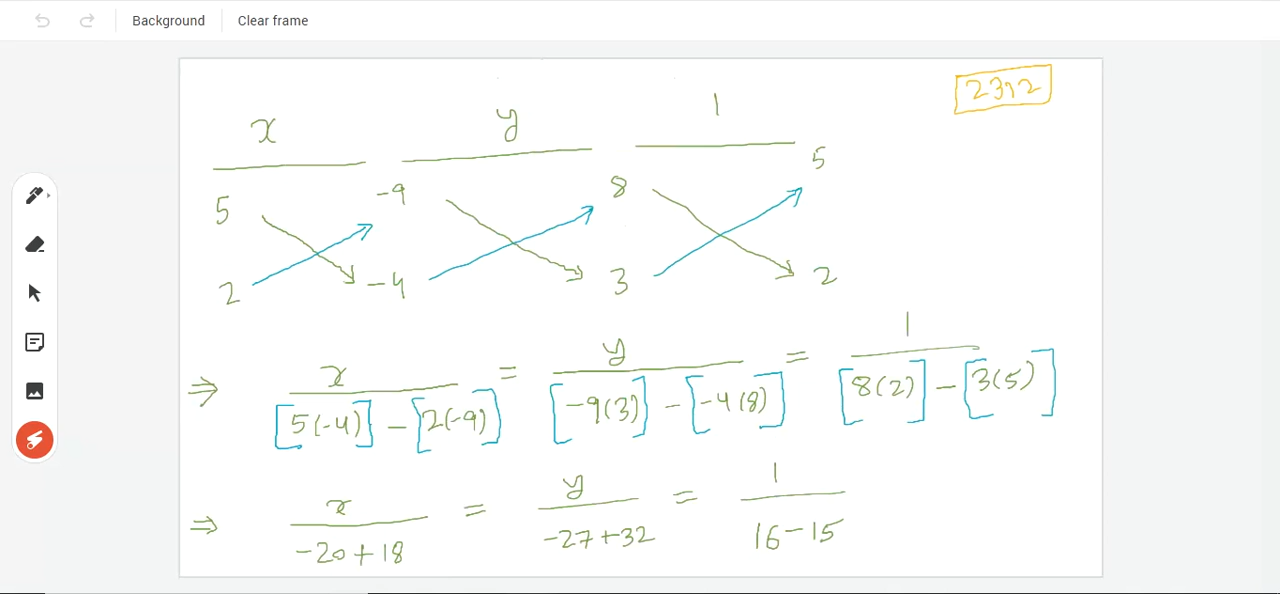 Background Clear frame
2312
x y 1
5 -9 8 5
2 -4 3 2
⇒ x/([5(-4)] - [2(-9)]) = y/([-9(3)] - [-4(8)]) = 1/([8(2)] - [3(5)])
⇒ x/(-20+18) = y/(-27+32) = 1/(16-15)